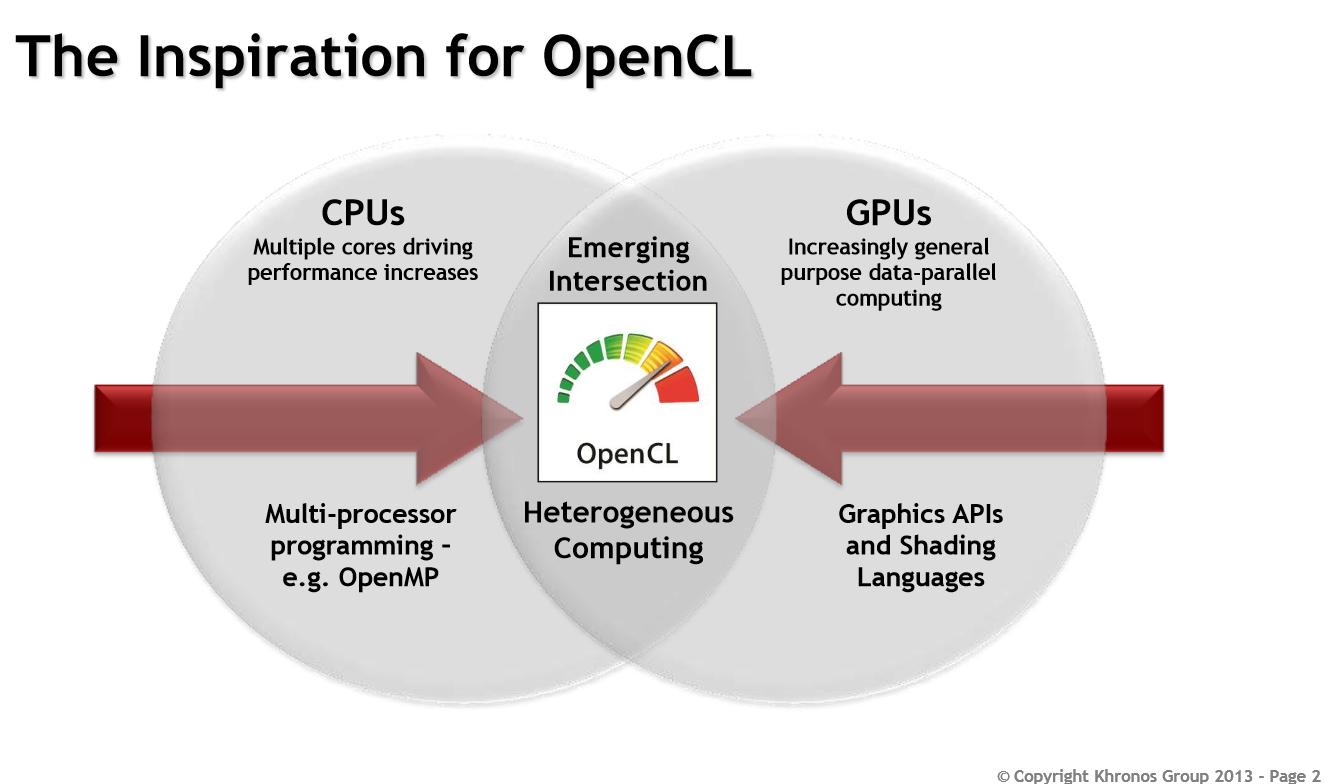 The Inspiration for OpenCL
CPUs
Multiple cores driving
performance increases
Emerging
Intersection
GPUs
Increasingly general
purpose data-parallel
computing
OpenCL
Multi-processor
programming –
e.g. OpenMP
Heterogeneous
Computing
Graphics APIs
and Shading
Languages
© Copyright Khronos Group 2013 - Page 2